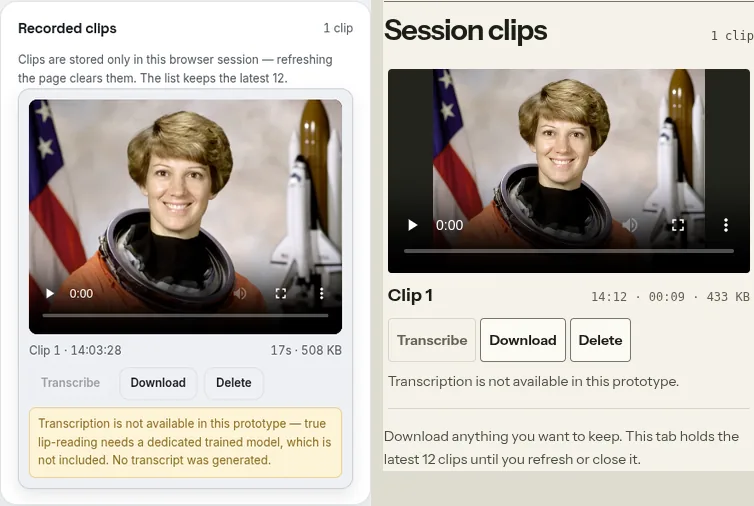 Recorded clips
1 clip
Clips are stored only in this browser session — refreshing
the page clears them. The list keeps the latest 12.
0:00
Clip 1 · 14:03:28
17s · 508 KB
Transcribe
Download
Delete
Transcription is not available in this prototype — true
lip-reading needs a dedicated trained model, which is
not included. No transcript was generated.
Session clips
1 clip
0:00
Clip 1
14:12 · 00:09 · 433 KB
Transcribe
Download
Delete
Transcription is not available in this prototype.
Download anything you want to keep. This tab holds the
latest 12 clips until you refresh or close it.